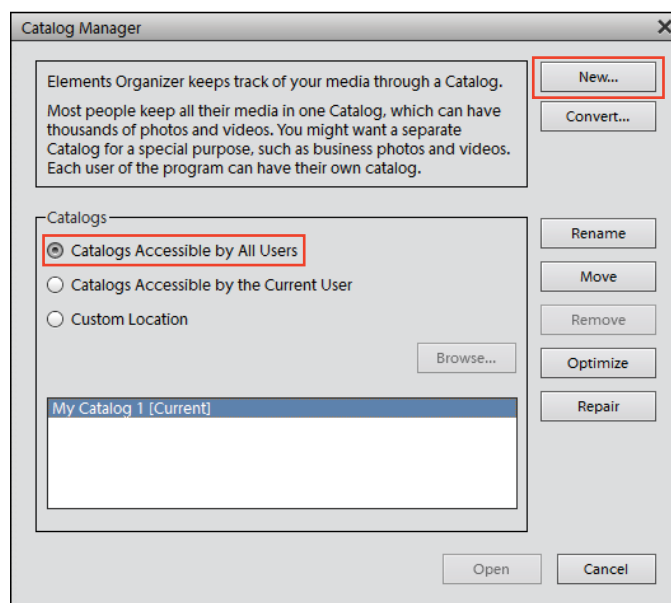 Catalog Manager
Elements Organizer keeps track of your media through a Catalog.
Most people keep all their media in one Catalog, which can have
thousands of photos and videos. You might want a separate
Catalog for a special purpose, such as business photos and videos.
Each user of the program can have their own catalog.
New...
Convert...
Catalogs
Catalogs Accessible by All Users
Catalogs Accessible by the Current User
Custom Location
Browse...
My Catalog 1 [Current]
Rename
Move
Remove
Optimize
Repair
Open
Cancel